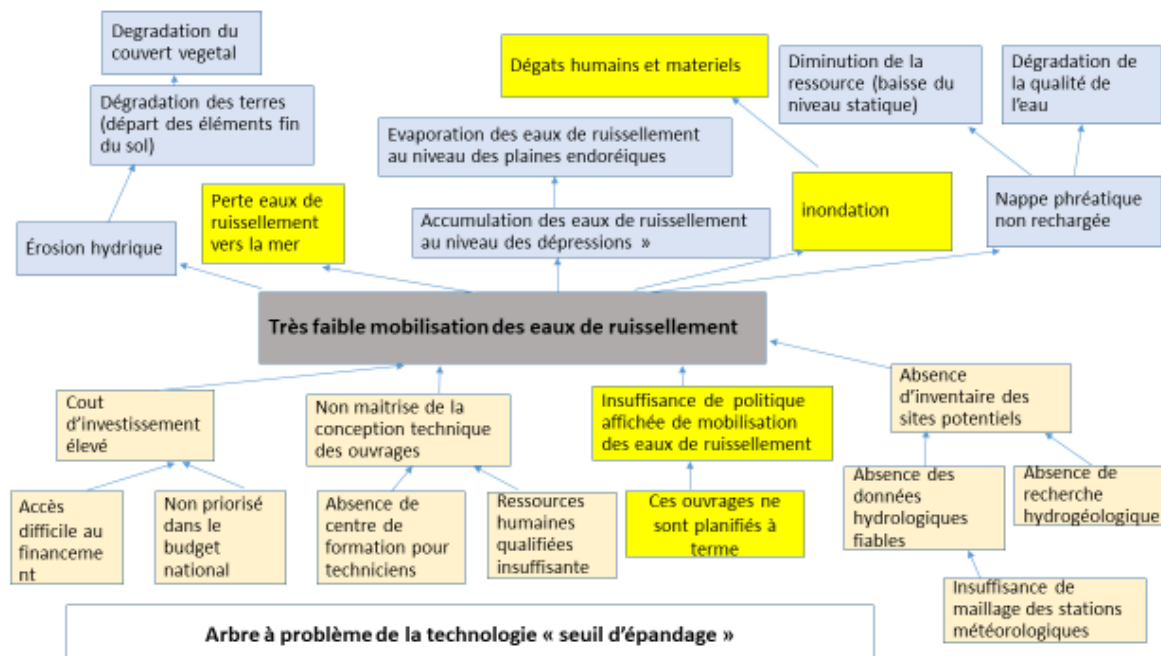 Degradation du
couvert vegetal
Dégats humains et materiels
Diminution de la
ressource (baisse du
niveau statique)
Dégradation de
la qualité de
l'eau
Dégradation des terres
(départ des éléments fin
du sol)
Evaporation des eaux de ruissellement
au niveau des plaines endoréiques
Perte eaux de
ruissellement
vers la mer
inondation
Nappe phréatique
non rechargée
Érosion hydrique
Accumulation des eaux de ruissellement
au niveau des dépressions »
Très faible mobilisation des eaux de ruissellement
Cout
d'investissement
élevé
Non maitrise de la
conception technique
des ouvrages
Insuffisance de politique
affichée de mobilisation
des eaux de ruissellement
Absence
d'inventaire des
sites potentiels
Accès
difficile au
financeme
nt
Non priorisé
dans le
budget
national
Absence de
centre de
formation pour
techniciens
Ressources
humaines
qualifiées
insuffisante
Ces ouvrages ne
sont planifiés à
terme
Absence des
données
hydrologiques
fiables
Absence de
recherche
hydrogéologique
Insuffisance de
maillage des stations
météorologiques
Arbre à problème de la technologie « seuil d'épandage »